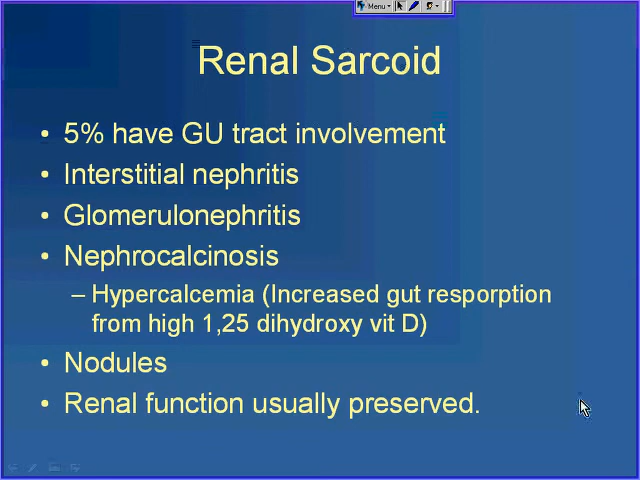 Menu
Renal Sarcoid
• 5% have GU tract involvement
• Interstitial nephritis
• Glomerulonephritis
• Nephrocalcinosis
– Hypercalcemia (Increased gut resporption
from high 1,25 dihydroxy vit D)
• Nodules
• Renal function usually preserved.